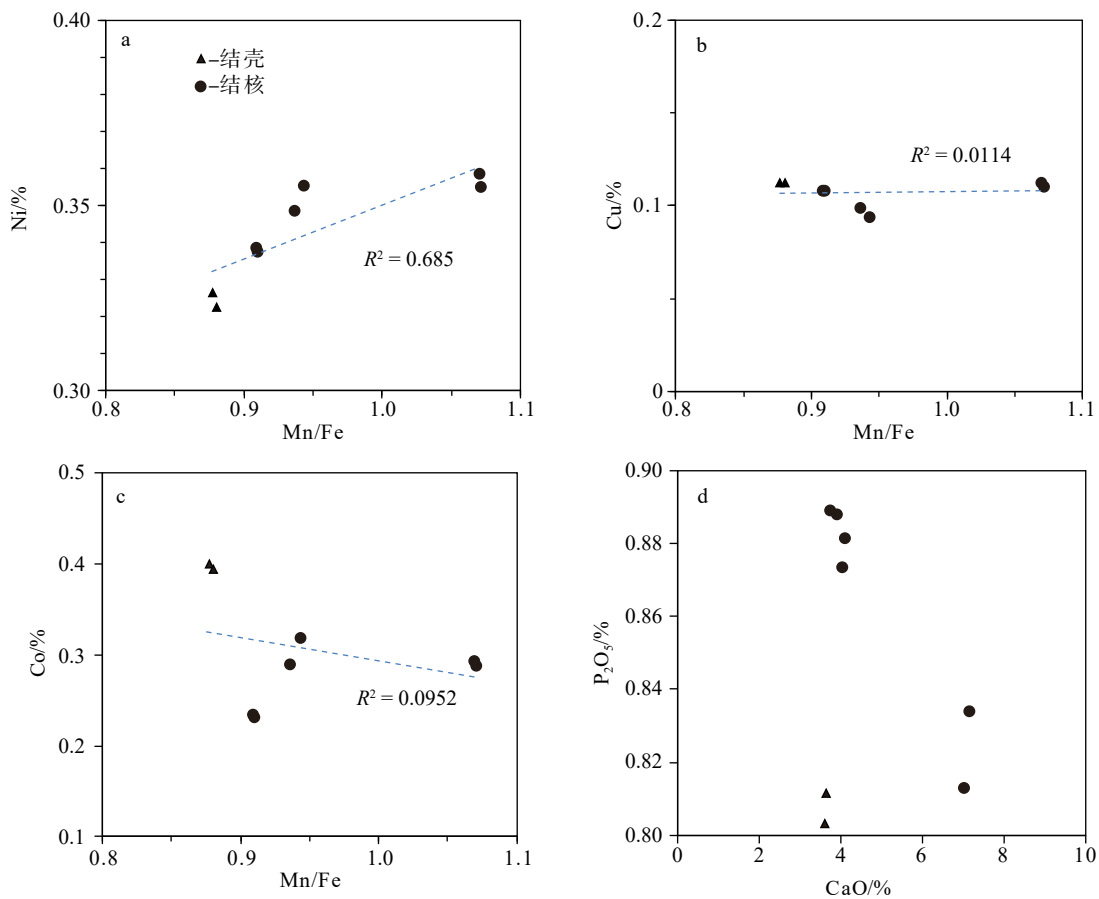 0.40
a
▲–结壳
●–结核
0.35
Ni/%
R² = 0.685
0.30
0.8
0.9
1.0
1.1
Mn/Fe
0.2
b
R² = 0.0114
Cu/%
0.1
0
0.8
0.9
1.0
1.1
Mn/Fe
0.5
c
0.4
Co/%
0.3
R² = 0.0952
0.2
0.1
0.8
0.9
1.0
1.1
Mn/Fe
0.90
d
0.88
0.86
P₂O₅/%
0.84
0.82
0.80
0
2
4
6
8
10
CaO/%